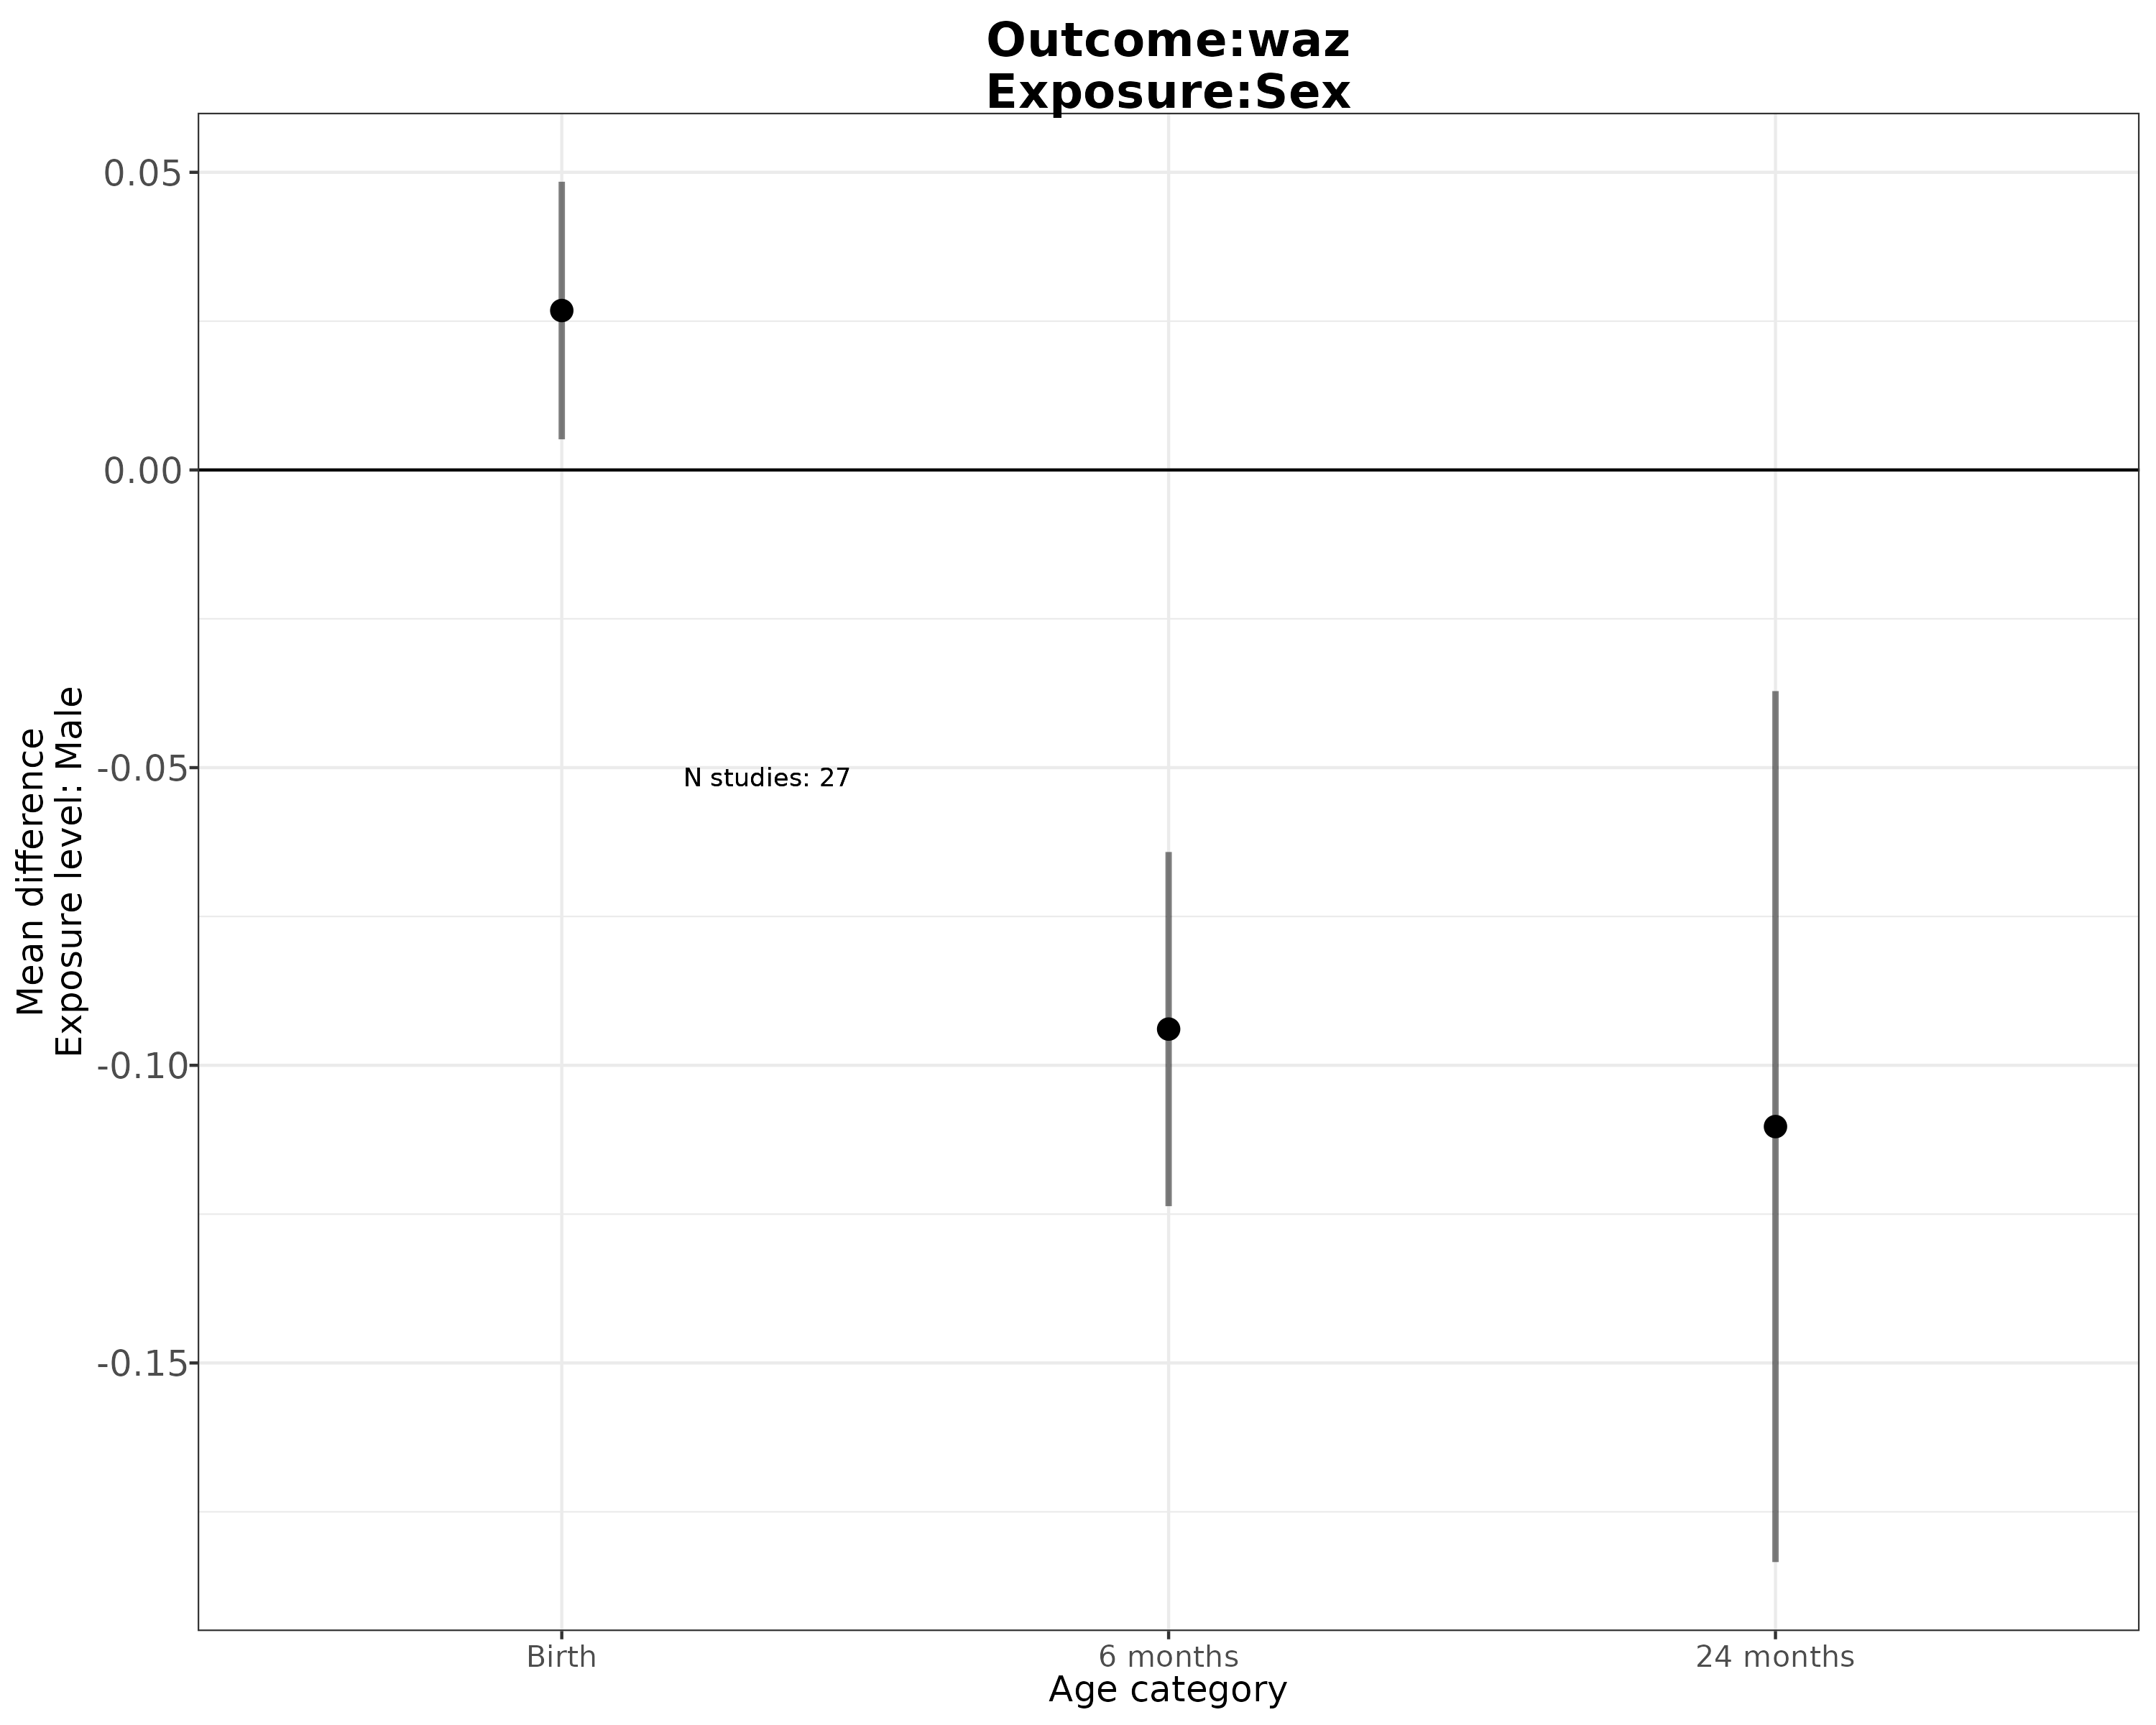 Outcome:waz
Exposure:Sex
Mean difference
Exposure level: Male
0.05
0.00
-0.05
-0.10
-0.15
N studies: 27
Birth
6 months
24 months
Age category